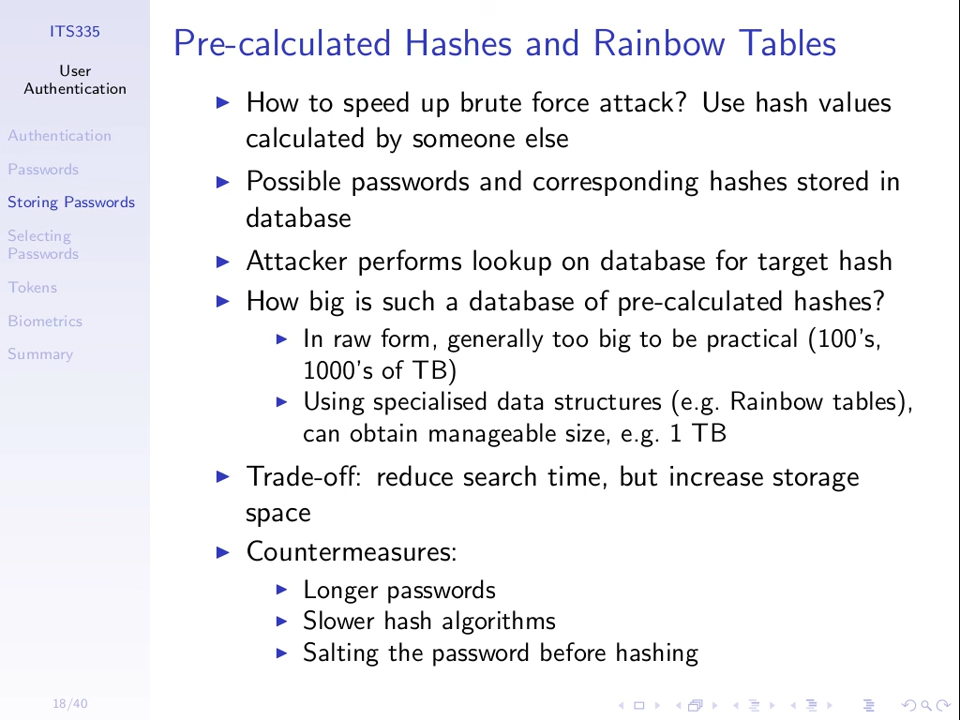 ITS335
User
Authentication
Authentication
Passwords
Storing Passwords
Selecting
Passwords
Tokens
Biometrics
Summary
18/40
Pre-calculated Hashes and Rainbow Tables
How to speed up brute force attack? Use hash values
calculated by someone else
Possible passwords and corresponding hashes stored in
database
Attacker performs lookup on database for target hash
How big is such a database of pre-calculated hashes?
In raw form, generally too big to be practical (100's,
1000's of TB)
Using specialised data structures (e.g. Rainbow tables),
can obtain manageable size, e.g. 1 TB
Trade-off: reduce search time, but increase storage
space
Countermeasures:
Longer passwords
Slower hash algorithms
Salting the password before hashing